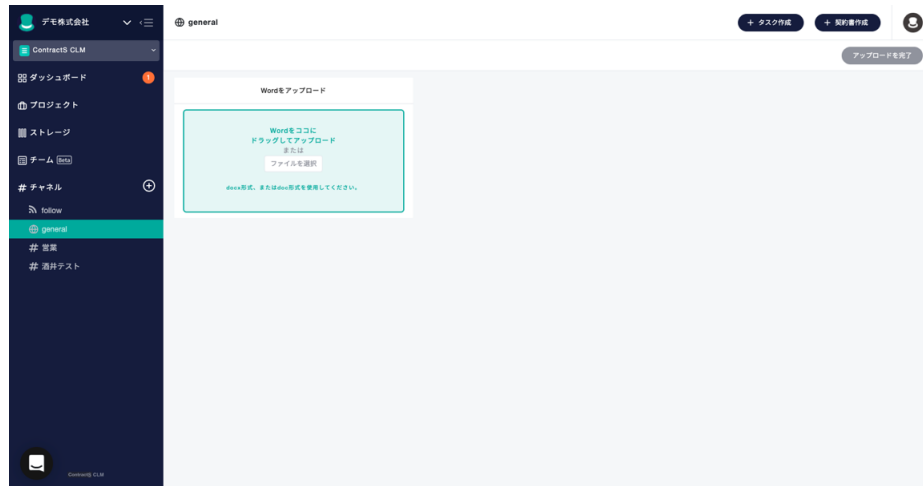 デモ株式会社
ContractS CLM
ダッシュボード
1
プロジェクト
ストレージ
チーム Beta
# チャネル
follow
general
# 営業
# 酒井テスト
ContractS CLM
general
+ タスク作成
+ 契約書作成
アップロードを完了
Wordをアップロード
Wordをココに
ドラッグしてアップロード
または
ファイルを選択
docx形式、またはdoc形式を使用してください。